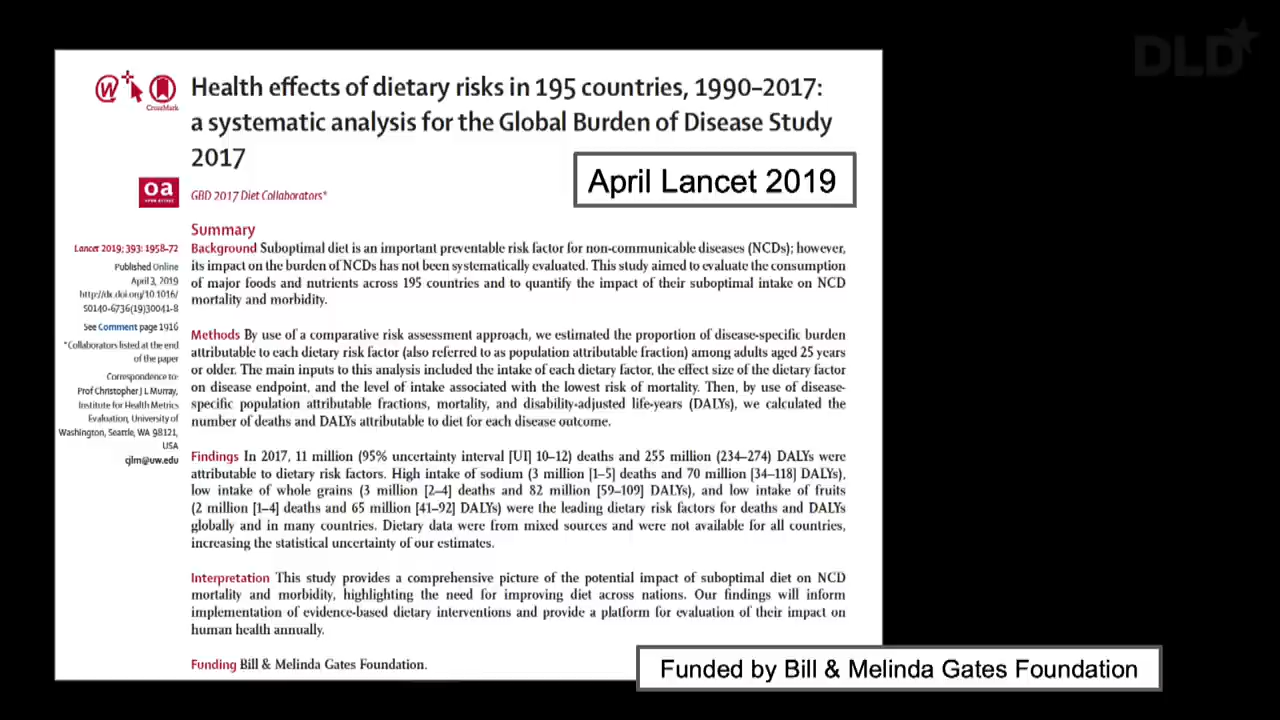 DLD
Health effects of dietary risks in 195 countries, 1990–2017:
a systematic analysis for the Global Burden of Disease Study
2017
CrossMark
April Lancet 2019
oa
OPEN ACCESS
GBD 2017 Diet Collaborators*
Summary
Lancet 2019; 393: 1958–72
Published Online
April 3, 2019
http://dx.doi.org/10.1016/
S0140-6736(19)30041-8
See Comment page 1916
*Collaborators listed at the end
of the paper
Correspondence to:
Prof Christopher J L Murray,
Institute for Health Metrics
Evaluation, University of
Washington, Seattle, WA 98121,
USA
cjlm@uw.edu
Background Suboptimal diet is an important preventable risk factor for non-communicable diseases (NCDs); however,
its impact on the burden of NCDs has not been systematically evaluated. This study aimed to evaluate the consumption
of major foods and nutrients across 195 countries and to quantify the impact of their suboptimal intake on NCD
mortality and morbidity.
Methods By use of a comparative risk assessment approach, we estimated the proportion of disease-specific burden
attributable to each dietary risk factor (also referred to as population attributable fraction) among adults aged 25 years
or older. The main inputs to this analysis included the intake of each dietary factor, the effect size of the dietary factor
on disease endpoint, and the level of intake associated with the lowest risk of mortality. Then, by use of disease-
specific population attributable fractions, mortality, and disability-adjusted life-years (DALYs), we calculated the
number of deaths and DALYs attributable to diet for each disease outcome.
Findings In 2017, 11 million (95% uncertainty interval [UI] 10–12) deaths and 255 million (234–274) DALYs were
attributable to dietary risk factors. High intake of sodium (3 million [1–5] deaths and 70 million [34–118] DALYs),
low intake of whole grains (3 million [2–4] deaths and 82 million [59–109] DALYs), and low intake of fruits
(2 million [1–4] deaths and 65 million [41–92] DALYs) were the leading dietary risk factors for deaths and DALYs
globally and in many countries. Dietary data were from mixed sources and were not available for all countries,
increasing the statistical uncertainty of our estimates.
Interpretation This study provides a comprehensive picture of the potential impact of suboptimal diet on NCD
mortality and morbidity, highlighting the need for improving diet across nations. Our findings will inform
implementation of evidence-based dietary interventions and provide a platform for evaluation of their impact on
human health annually.
Funding Bill & Melinda Gates Foundation.
Funded by Bill & Melinda Gates Foundation